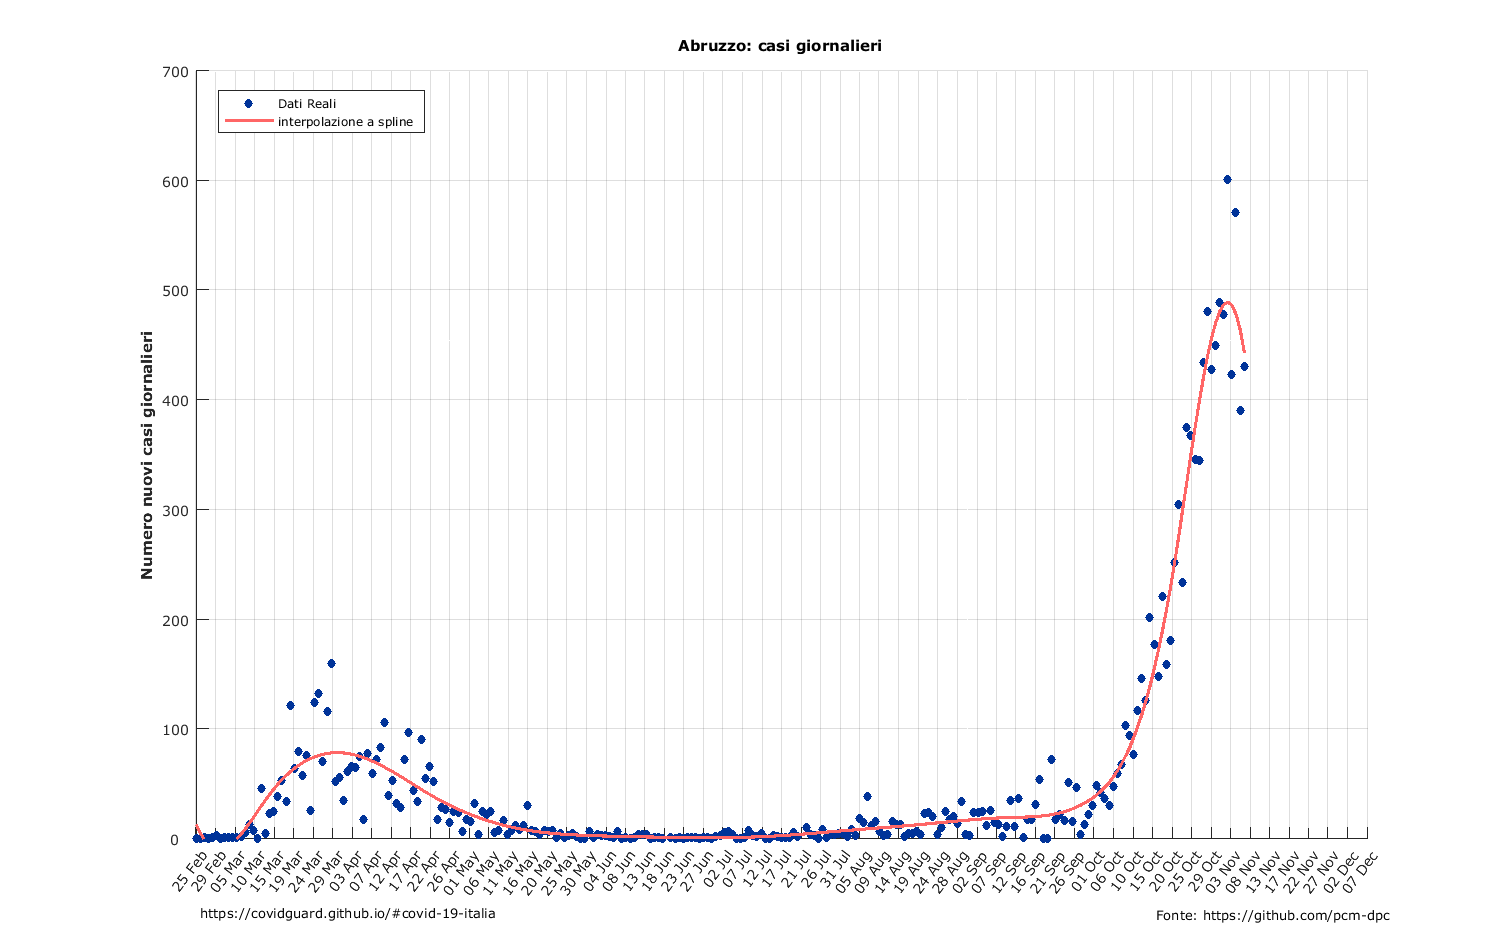 Abruzzo: casi giornalieri
700
600
500
400
300
200
100
0
Numero nuovi casi giornalieri
Dati Reali
interpolazione a spline
25 Feb
29 Feb
05 Mar
10 Mar
15 Mar
19 Mar
24 Mar
29 Mar
03 Apr
07 Apr
12 Apr
17 Apr
22 Apr
26 Apr
01 May
06 May
11 May
16 May
20 May
25 May
30 May
04 Jun
08 Jun
13 Jun
18 Jun
23 Jun
27 Jun
02 Jul
07 Jul
12 Jul
17 Jul
21 Jul
26 Jul
31 Jul
05 Aug
09 Aug
14 Aug
19 Aug
24 Aug
28 Aug
02 Sep
07 Sep
12 Sep
16 Sep
21 Sep
26 Sep
01 Oct
06 Oct
10 Oct
15 Oct
20 Oct
25 Oct
29 Oct
03 Nov
08 Nov
13 Nov
17 Nov
22 Nov
27 Nov
02 Dec
07 Dec
https://covidguard.github.io/#covid-19-italia
Fonte: https://github.com/pcm-dpc